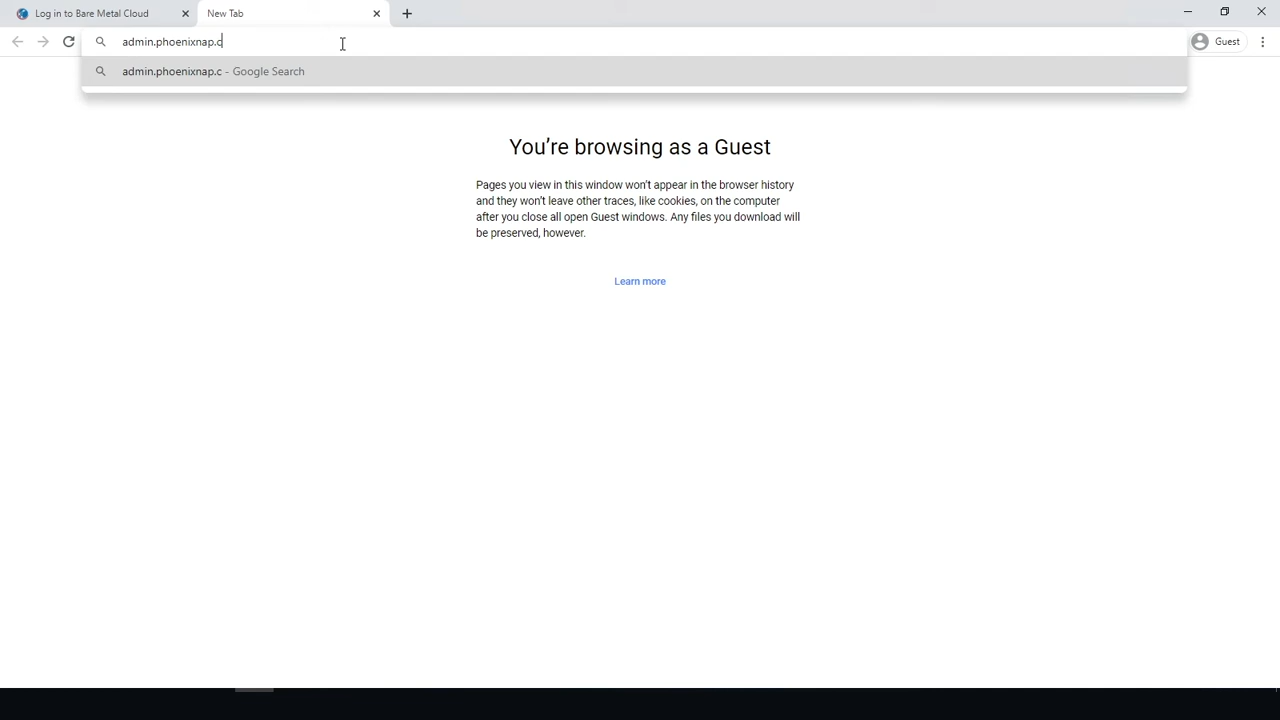 Log in to Bare Metal Cloud
New Tab
admin.phoenixnap.c
Guest
admin.phoenixnap.c - Google Search
You're browsing as a Guest
Pages you view in this window won't appear in the browser history
and they won't leave other traces, like cookies, on the computer
after you close all open Guest windows. Any files you download will
be preserved, however.
Learn more